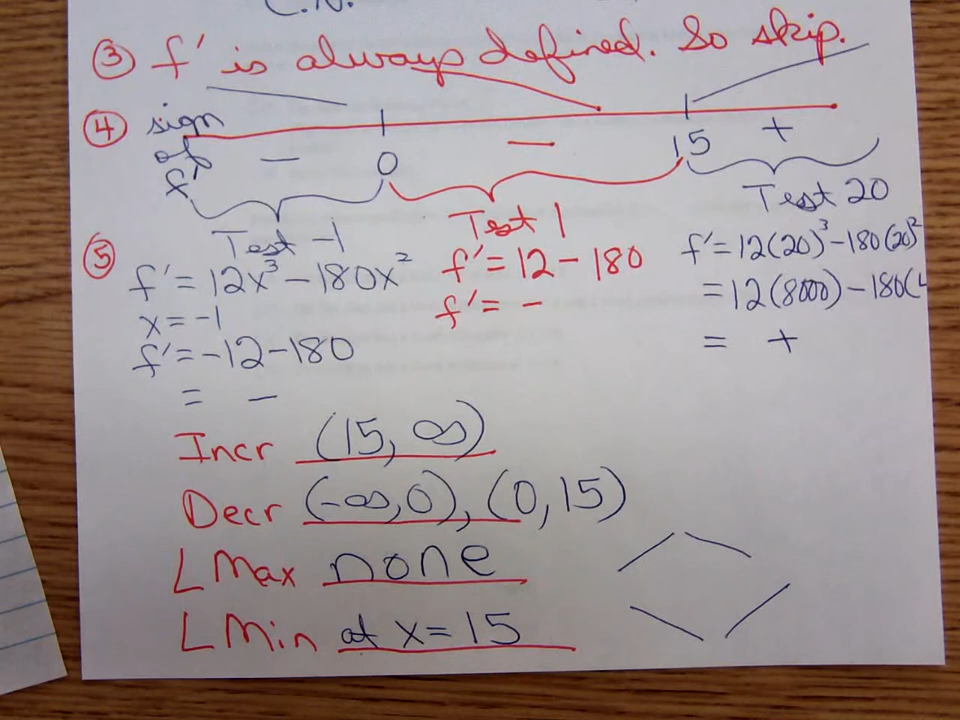 C.N.
③ f' is always defined. So skip.
④ sign of f' − 0 − 15 +
Test -1
Test 1
Test 20
⑤ f' = 12x³ - 180x²
x = -1
f' = -12 - 180
= −
f' = 12 - 180
f' = −
f' = 12(20)³ - 180(20)²
= 12(8000) - 180(4
= +
Incr (15, ∞)
Decr (-∞, 0), (0, 15)
L Max none
L Min at x = 15